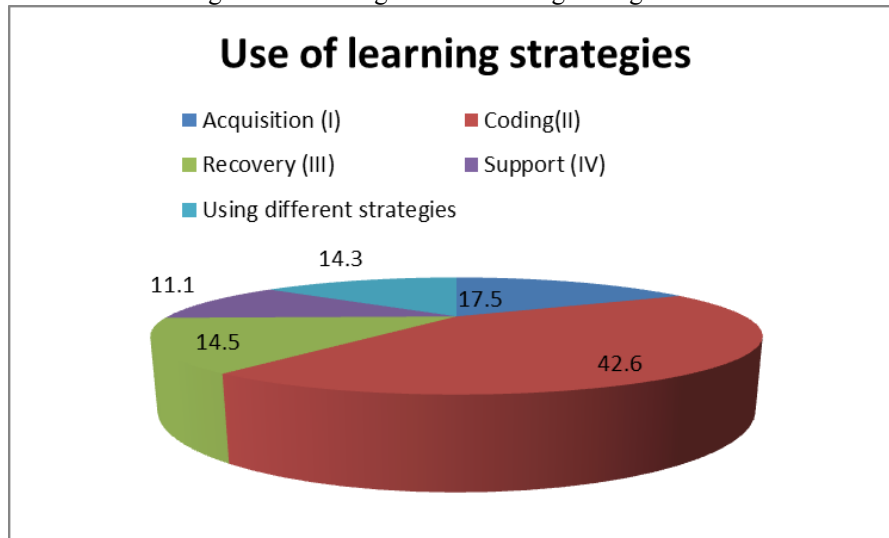 Use of learning strategies
Acquisition (I)
Coding(II)
Recovery (III)
Support (IV)
Using different strategies
14.3
11.1
17.5
14.5
42.6